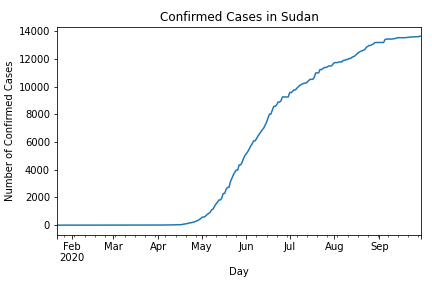 Confirmed Cases in Sudan
Number of Confirmed Cases
14000
12000
10000
8000
6000
4000
2000
0
Feb Mar Apr May Jun Jul Aug Sep
2020
Day